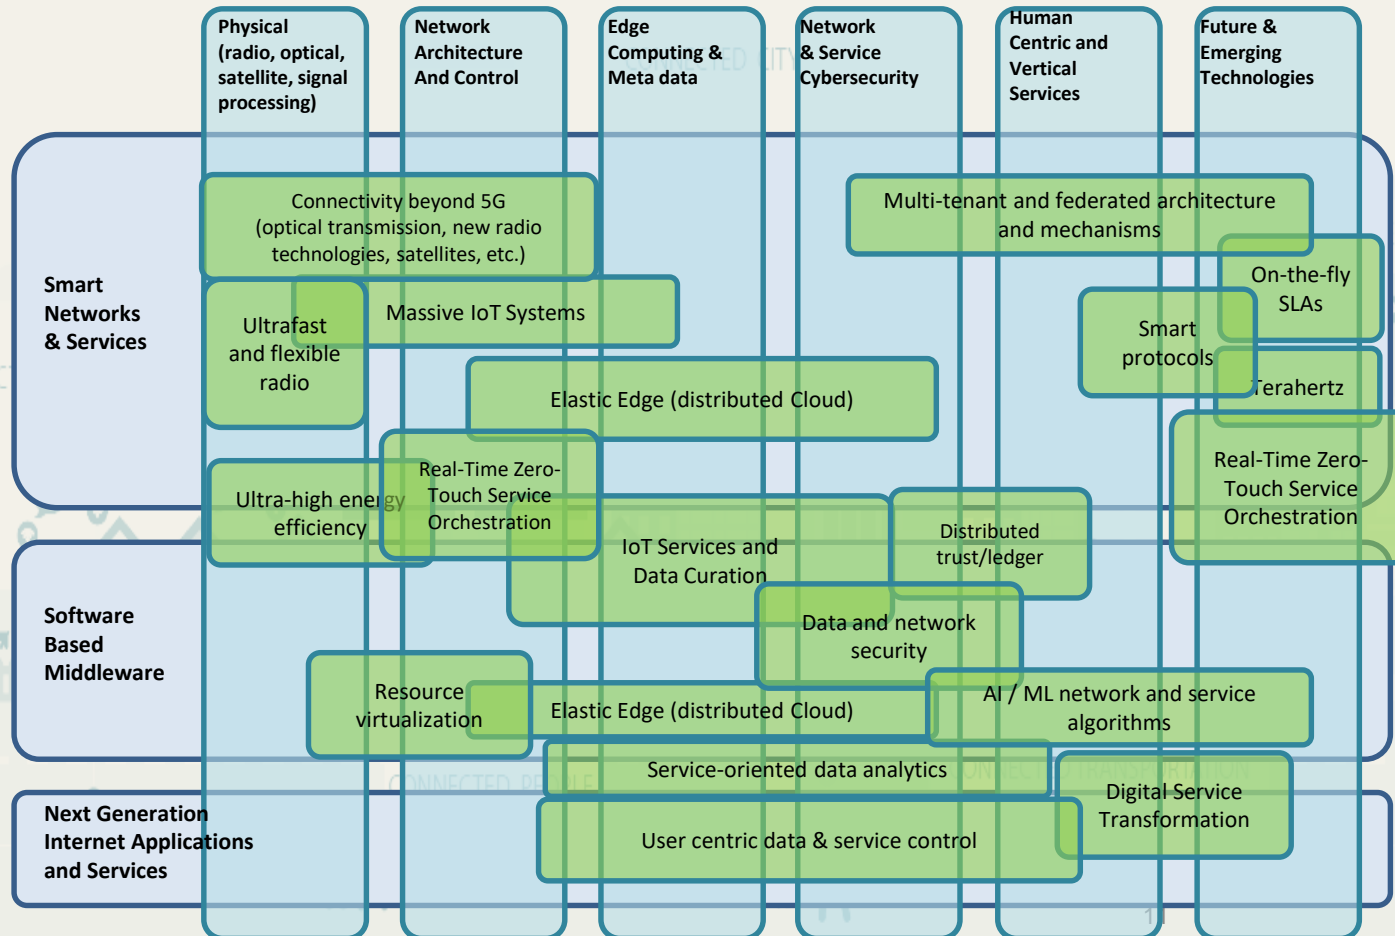 Physical
(radio, optical,
satellite, signal
processing)
Network
Architecture
And Control
Edge
Computing &
Meta data
Network
& Service
Cybersecurity
Human
Centric and
Vertical
Services
Future &
Emerging
Technologies
CONNECTED CITY
Smart
Networks
& Services
Connectivity beyond 5G
(optical transmission, new radio
technologies, satellites, etc.)
Multi-tenant and federated architecture
and mechanisms
On-the-fly
SLAs
Massive IoT Systems
Ultrafast
and flexible
radio
Smart
protocols
Terahertz
Elastic Edge (distributed Cloud)
Real-Time Zero-
Touch Service
Orchestration
Real-Time Zero-
Touch Service
Orchestration
Ultra-high energy
efficiency
IoT Services and
Data Curation
Distributed
trust/ledger
Software
Based
Middleware
Data and network
security
Resource
virtualization
Elastic Edge (distributed Cloud)
AI / ML network and service
algorithms
Service-oriented data analytics
CONNECTED PEOPLE
CONNECTED TRANSPORTATION
Digital Service
Transformation
Next Generation
Internet Applications
and Services
User centric data & service control